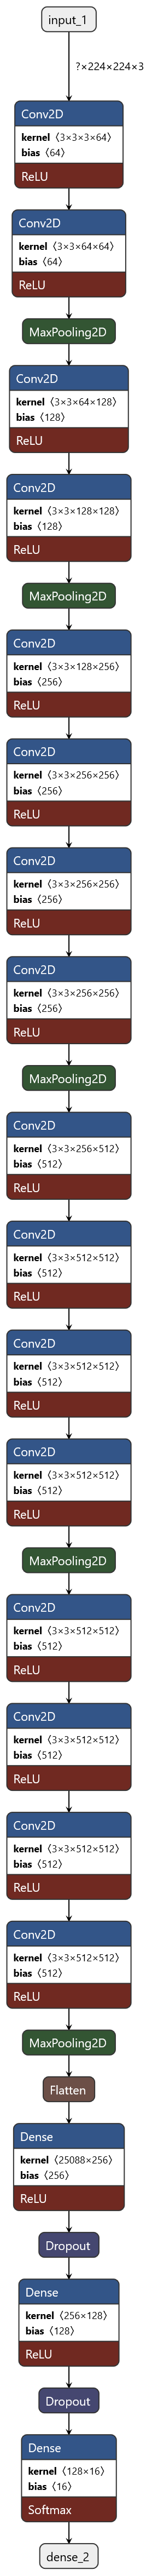 input_1
?×224×224×3
Conv2D
kernel ⟨3×3×3×64⟩
bias ⟨64⟩
ReLU
Conv2D
kernel ⟨3×3×64×64⟩
bias ⟨64⟩
ReLU
MaxPooling2D
Conv2D
kernel ⟨3×3×64×128⟩
bias ⟨128⟩
ReLU
Conv2D
kernel ⟨3×3×128×128⟩
bias ⟨128⟩
ReLU
MaxPooling2D
Conv2D
kernel ⟨3×3×128×256⟩
bias ⟨256⟩
ReLU
Conv2D
kernel ⟨3×3×256×256⟩
bias ⟨256⟩
ReLU
Conv2D
kernel ⟨3×3×256×256⟩
bias ⟨256⟩
ReLU
Conv2D
kernel ⟨3×3×256×256⟩
bias ⟨256⟩
ReLU
MaxPooling2D
Conv2D
kernel ⟨3×3×256×512⟩
bias ⟨512⟩
ReLU
Conv2D
kernel ⟨3×3×512×512⟩
bias ⟨512⟩
ReLU
Conv2D
kernel ⟨3×3×512×512⟩
bias ⟨512⟩
ReLU
Conv2D
kernel ⟨3×3×512×512⟩
bias ⟨512⟩
ReLU
MaxPooling2D
Conv2D
kernel ⟨3×3×512×512⟩
bias ⟨512⟩
ReLU
Conv2D
kernel ⟨3×3×512×512⟩
bias ⟨512⟩
ReLU
Conv2D
kernel ⟨3×3×512×512⟩
bias ⟨512⟩
ReLU
Conv2D
kernel ⟨3×3×512×512⟩
bias ⟨512⟩
ReLU
MaxPooling2D
Flatten
Dense
kernel ⟨25088×256⟩
bias ⟨256⟩
ReLU
Dropout
Dense
kernel ⟨256×128⟩
bias ⟨128⟩
ReLU
Dropout
Dense
kernel ⟨128×16⟩
bias ⟨16⟩
Softmax
dense_2